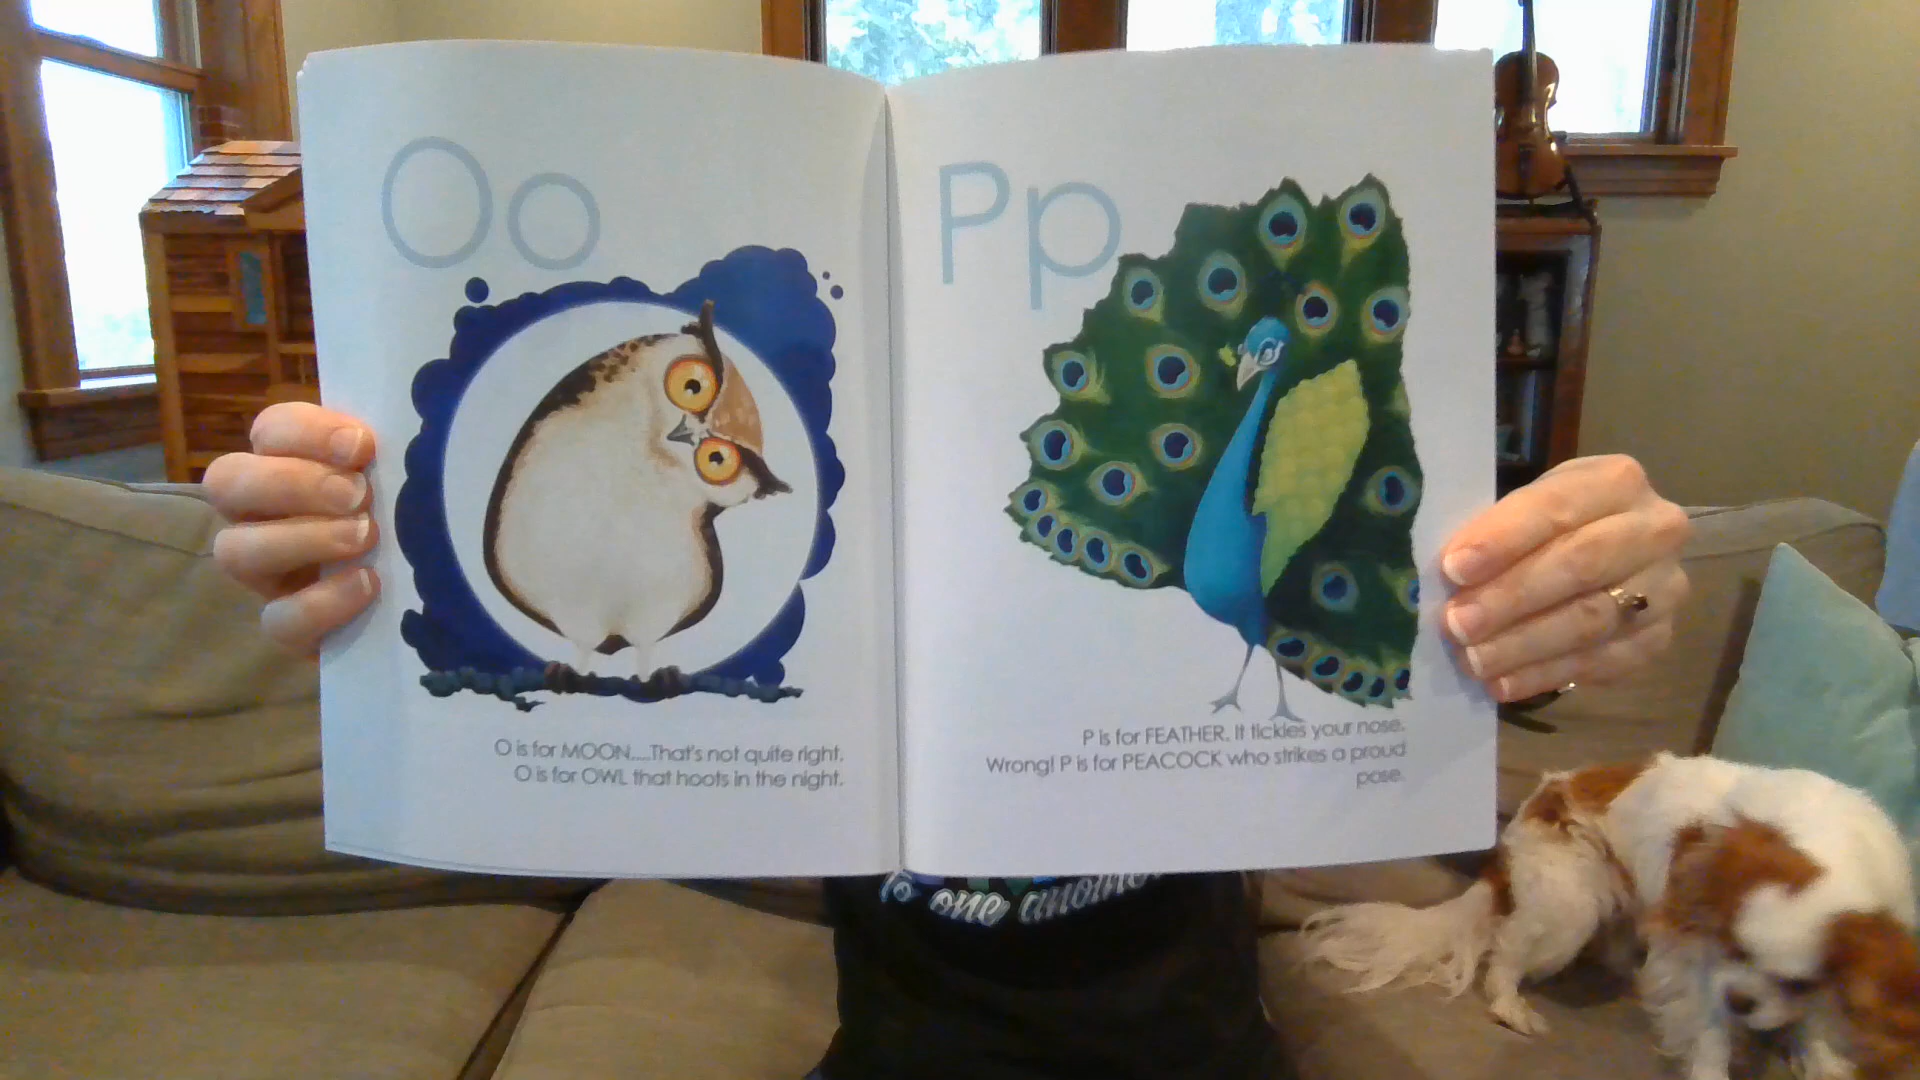 Oo
O is for MOON....That's not quite right.
O is for OWL that hoots in the night.
Pp
P is for FEATHER. It tickles your nose.
Wrong! P is for PEACOCK who strikes a proud
pose.
To one another